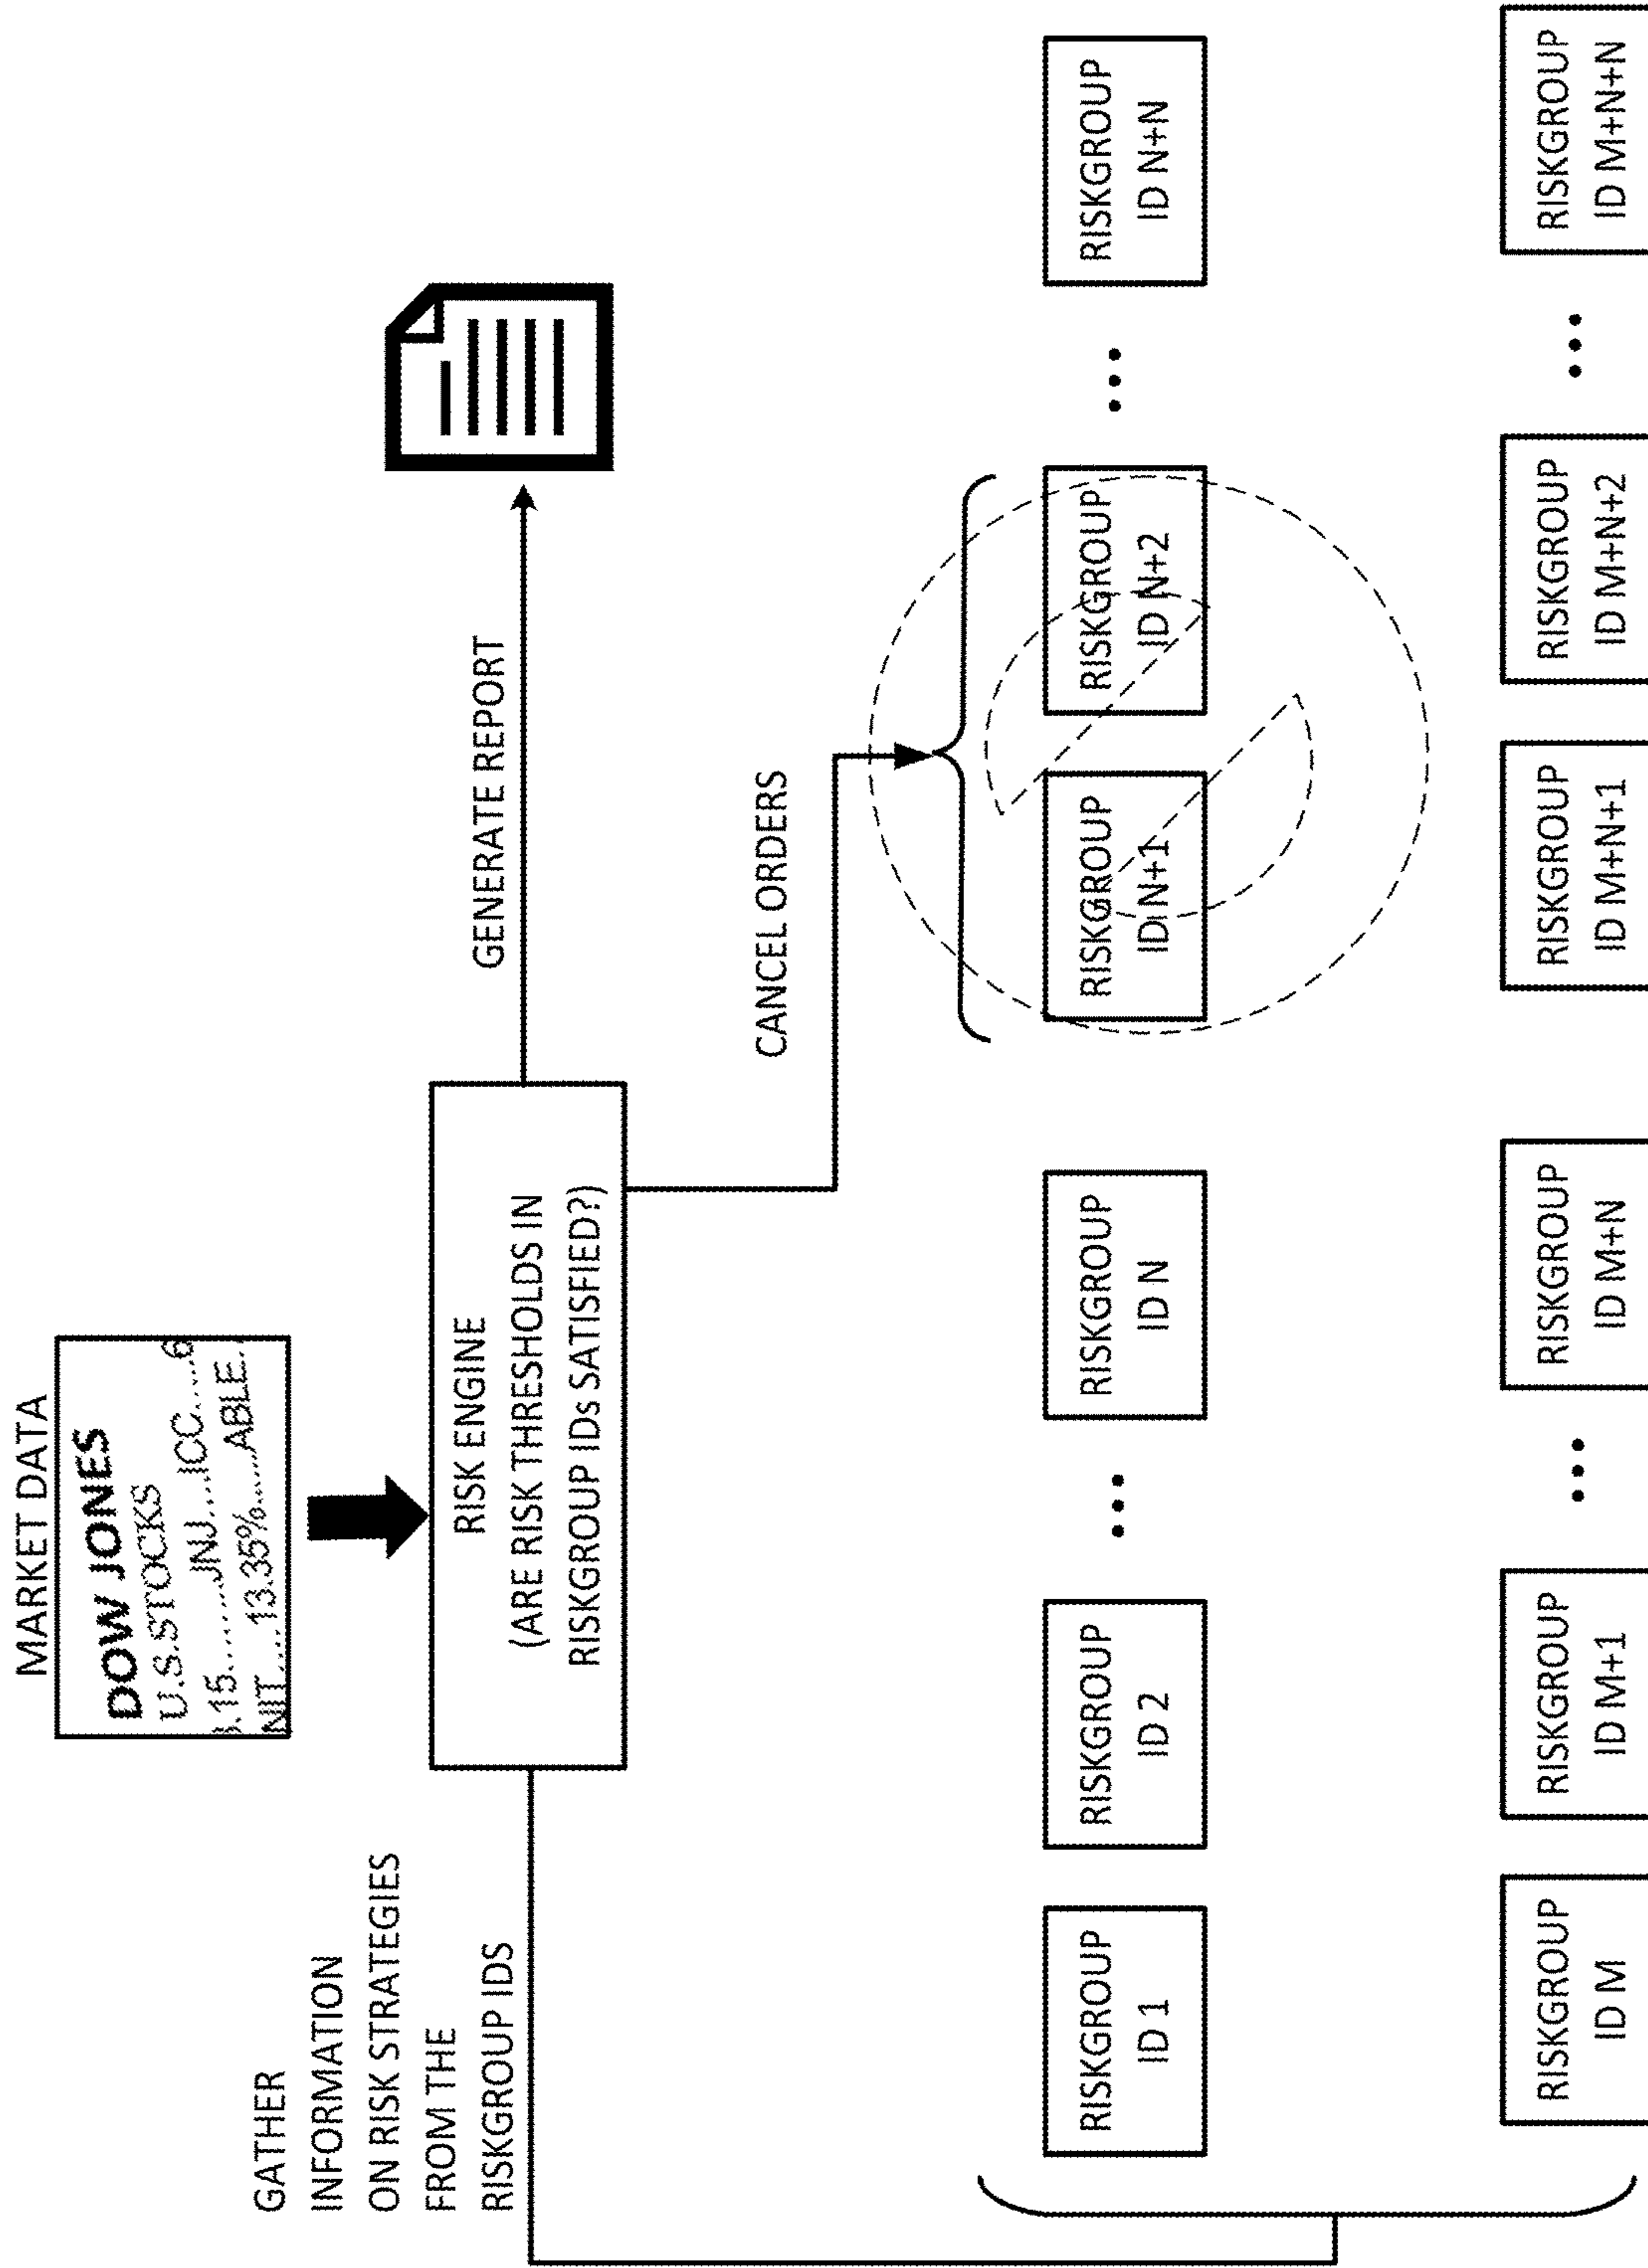 MARKET DATA
DOW JONES
U.S.STOCKS
.15.........JNJ....ICC......6
NIT....13.35%......ABLE.
GATHER
INFORMATION
ON RISK STRATEGIES
FROM THE
RISKGROUP IDS
RISK ENGINE
(ARE RISK THRESHOLDS IN
RISKGROUP IDs SATISFIED?)
GENERATE REPORT
CANCEL ORDERS
RISKGROUP
ID 1
RISKGROUP
ID 2
...
RISKGROUP
ID N
RISKGROUP
ID N+1
RISKGROUP
ID N+2
...
RISKGROUP
ID N+N
RISKGROUP
ID M
RISKGROUP
ID M+1
...
RISKGROUP
ID M+N
RISKGROUP
ID M+N+1
RISKGROUP
ID M+N+2
...
RISKGROUP
ID M+N+N